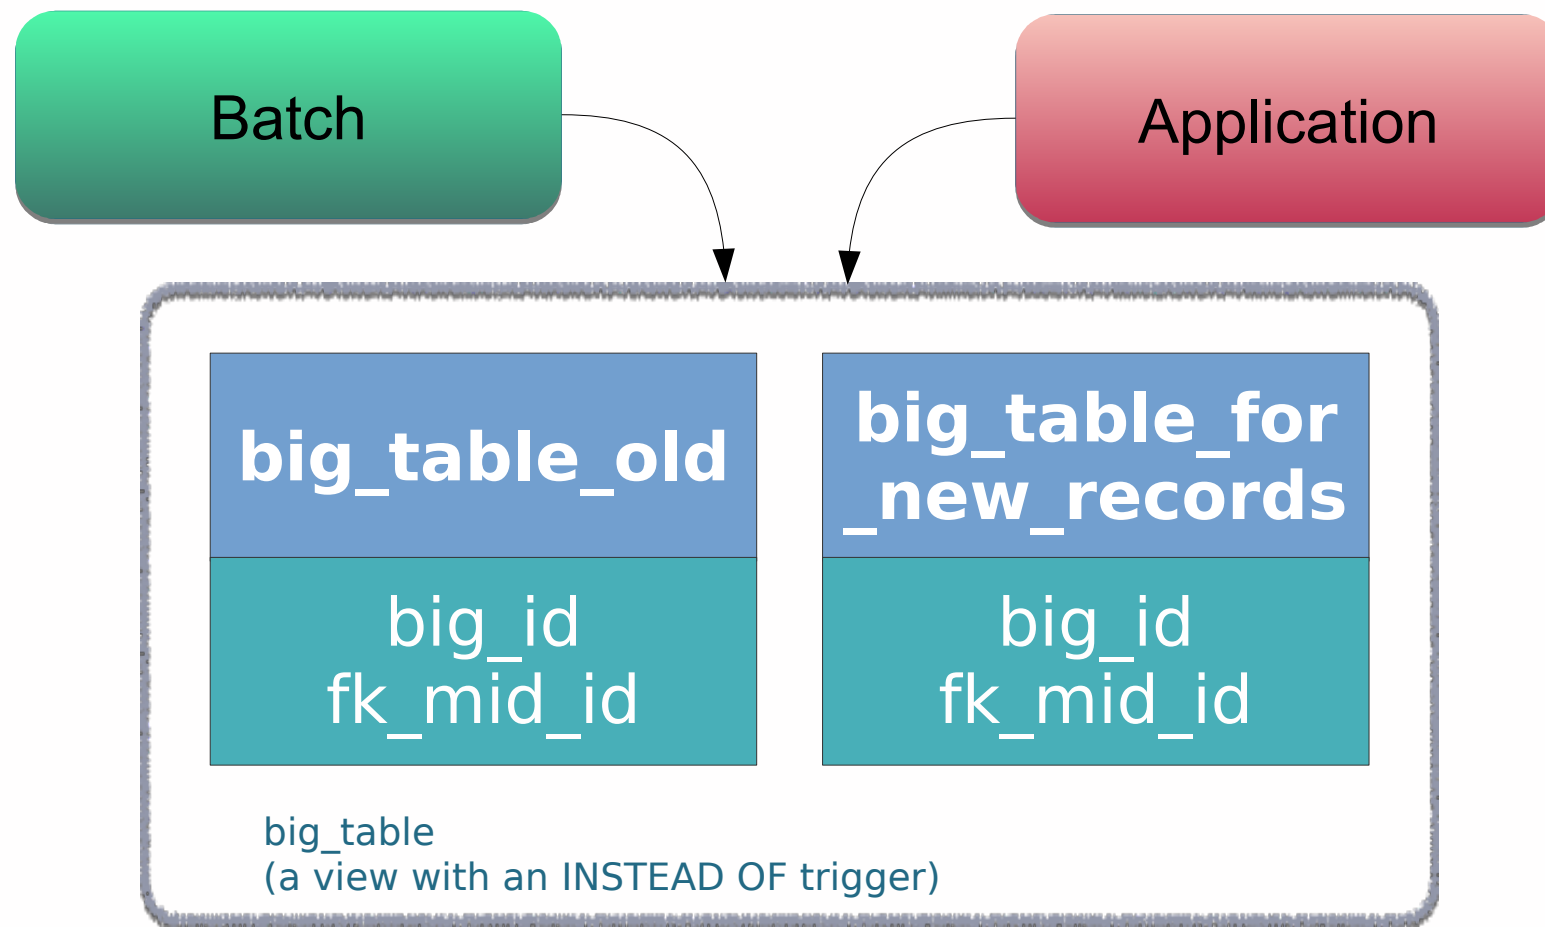 Batch
Application
big_table_old
big_table_for
_new_records
big_id
fk_mid_id
big_id
fk_mid_id
big_table
(a view with an INSTEAD OF trigger)